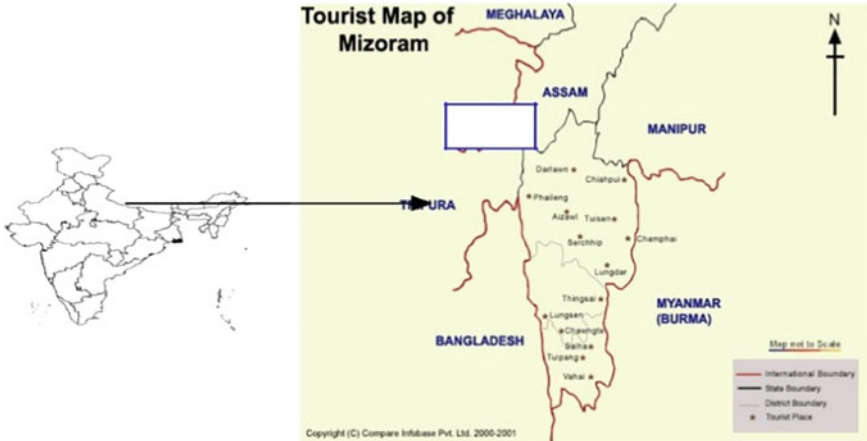 Tourist Map of
Mizoram
MEGHALAYA
N
ASSAM
MANIPUR
Darlawn
Chiahpui
Phaileng
Aizawl
Tuisen
Serchhip
Champhai
Lungdar
Thingsai
MYANMAR
(BURMA)
Lungsen
Chawngte
BANGLADESH
Saiha
Tuipang
Vahai
Map not to Scale
International Boundary
State Boundary
District Boundary
Tourist Place
Copyright (C) Compare Infobase Pvt. Ltd. 2000-2001